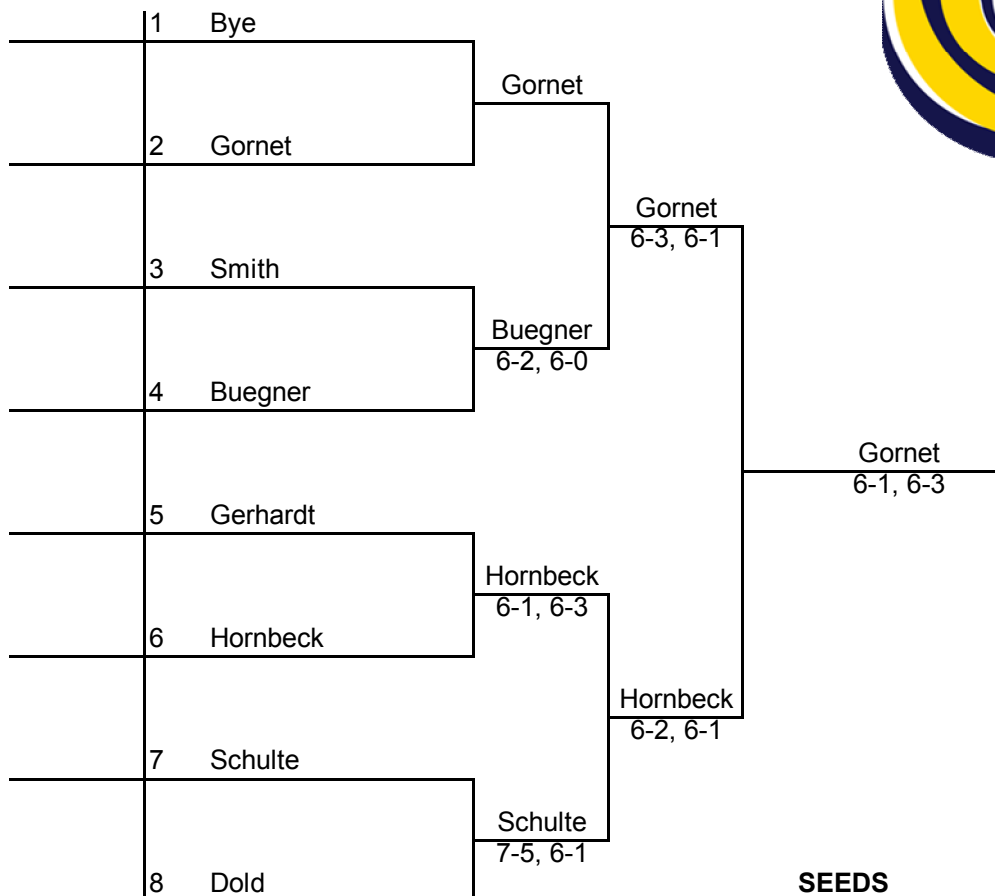 1 Bye
Gornet
2 Gornet
Gornet
6-3, 6-1
3 Smith
Buegner
6-2, 6-0
4 Buegner
Gornet
6-1, 6-3
5 Gerhardt
Hornbeck
6-1, 6-3
6 Hornbeck
Hornbeck
6-2, 6-1
7 Schulte
Schulte
7-5, 6-1
8 Dold
SEEDS